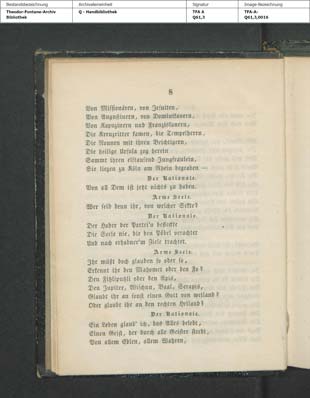 Bestandsbezeichnung
Archivalieneinheit
Signatur
Image-Bezeichnung
Theodor-Fontane-Archiv
Bibliothek
Q - Handbibliothek
TFA A
Q61,3
TFA-A:
Q61,3,0016
8
Von Missionären, von Jesuiten,
Von Augustinern, von Dominikanern,
Von Kapuzinern und Franziskanern,
Die Kreuzritter kamen, die Tempelherren,
Die Nonnen mit ihren Beichtigern,
Die heilige Ursula zog herein
Sammt ihren elftausend Jungfräulein,
Sie liegen zu Köln am Rhein begraben —
Der Rationale.
Von all Dem ist jetzt nichts zu haben.
Arme Seele.
Wer seid denn ihr, von welcher Sekte?
Der Rationale.
Der Hader der Partei'n befleckte
Die Seele nie, die den Pöbel verachtet
Und nach erhabner'm Ziele trachtet.
Arme Seele.
Ihr müßt doch glauben so oder so,
Erkennt ihr den Mahomet oder den Fo?
Den Fitzliputzli oder den Apis,
Den Jupiter, Wischnu, Baal, Serapis,
Glaubt ihr an sonst einen Gott von weiland?
Oder glaubt ihr an den rechten Heiland?
Der Rationale.
Ein Leben glaub' ich, das Alles belebt,
Einen Geist, der durch alle Geister strebt,
Von allem Edlen, allem Wahren,